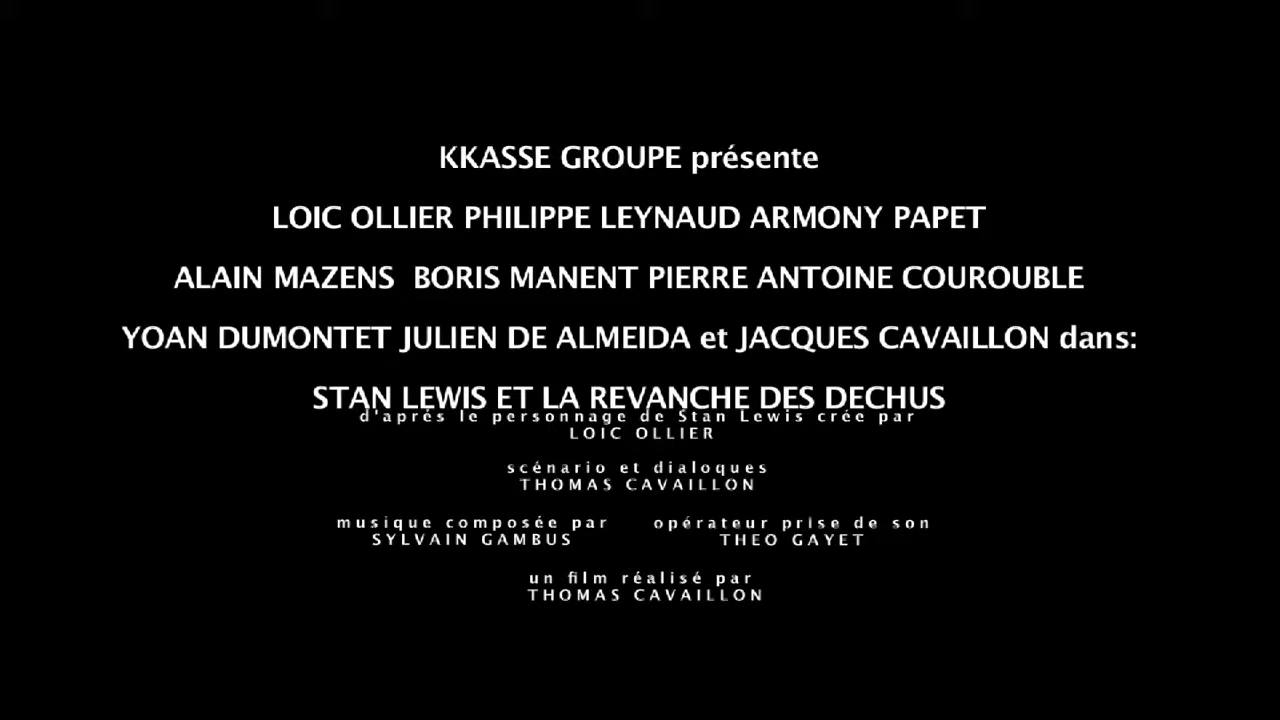 KKASSE GROUPE présente
LOIC OLLIER PHILIPPE LEYNAUD ARMONY PAPET
ALAIN MAZENS BORIS MANENT PIERRE ANTOINE COUROUBLE
YOAN DUMONTET JULIEN DE ALMEIDA et JACQUES CAVAILLON dans:
STAN LEWIS ET LA REVANCHE DES DECHUS
d'aprés le personnage de Stan Lewis crée par
LOIC OLLIER
scénario et dialoques
THOMAS CAVAILLON
musique composée par opérateur prise de son
SYLVAIN GAMBUS THEO GAYET
un film réalisé par
THOMAS CAVAILLON